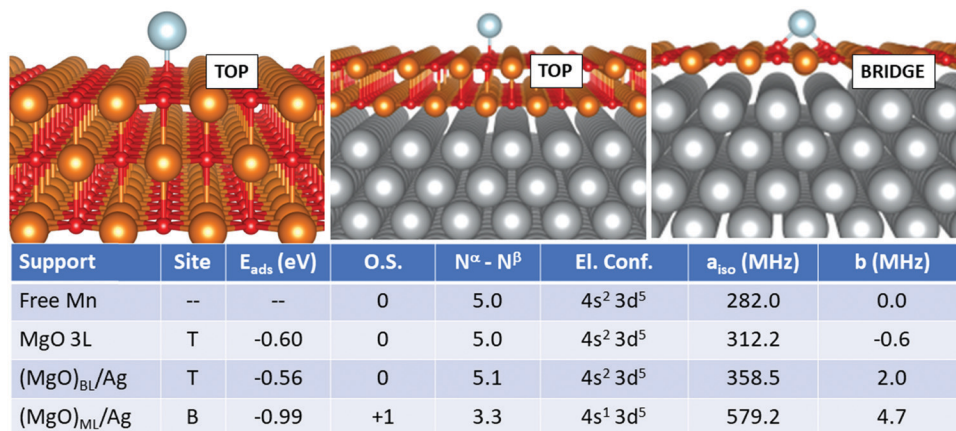 TOP
TOP
BRIDGE
Support Site E_ads (eV) O.S. N^α - N^β El. Conf. a_iso (MHz) b (MHz)
Free Mn -- -- 0 5.0 4s² 3d⁵ 282.0 0.0
MgO 3L T -0.60 0 5.0 4s² 3d⁵ 312.2 -0.6
(MgO)_BL/Ag T -0.56 0 5.1 4s² 3d⁵ 358.5 2.0
(MgO)_ML/Ag B -0.99 +1 3.3 4s¹ 3d⁵ 579.2 4.7